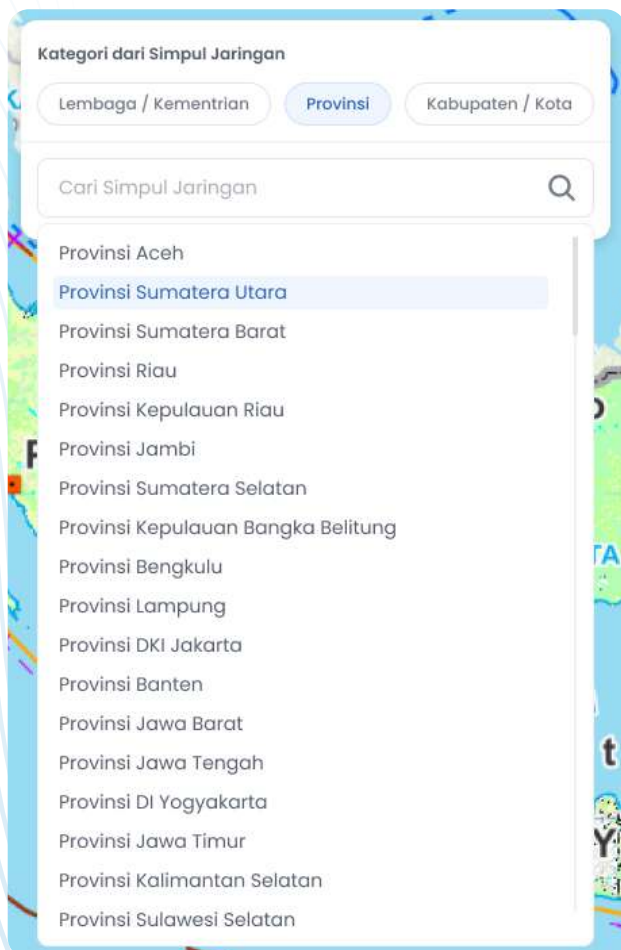 Kategori dari Simpul Jaringan
Lembaga / Kementrian Provinsi Kabupaten / Kota
Cari Simpul Jaringan
Provinsi Aceh
Provinsi Sumatera Utara
Provinsi Sumatera Barat
Provinsi Riau
Provinsi Kepulauan Riau
Provinsi Jambi
Provinsi Sumatera Selatan
Provinsi Kepulauan Bangka Belitung
Provinsi Bengkulu
Provinsi Lampung
Provinsi DKI Jakarta
Provinsi Banten
Provinsi Jawa Barat
Provinsi Jawa Tengah
Provinsi DI Yogyakarta
Provinsi Jawa Timur
Provinsi Kalimantan Selatan
Provinsi Sulawesi Selatan